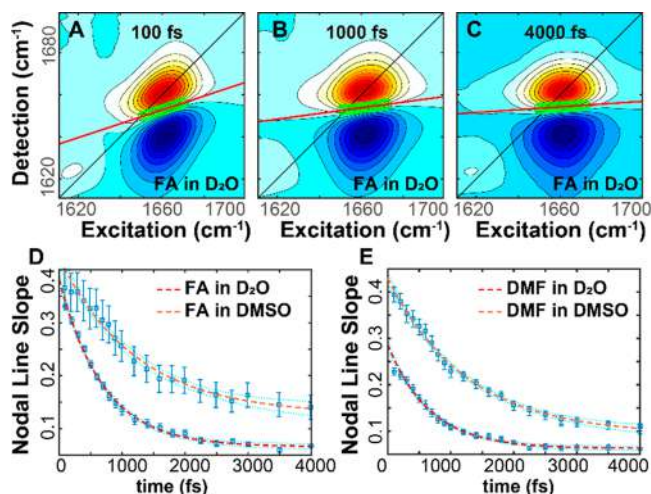 A 100 fs
B 1000 fs
C 4000 fs
Detection (cm⁻¹)
1680
1620
FA in D₂O
FA in D₂O
FA in D₂O
1610 1660 1700
1610 1660 1700
1610 1660 1700
Excitation (cm⁻¹)
Excitation (cm⁻¹)
Excitation (cm⁻¹)
D
FA in D₂O
FA in DMSO
Nodal Line Slope
0.4
0.3
0.2
0.1
0 1000 2000 3000 4000
time (fs)
E
DMF in D₂O
DMF in DMSO
Nodal Line Slope
0.4
0.3
0.2
0.1
0 1000 2000 3000 4000
time (fs)